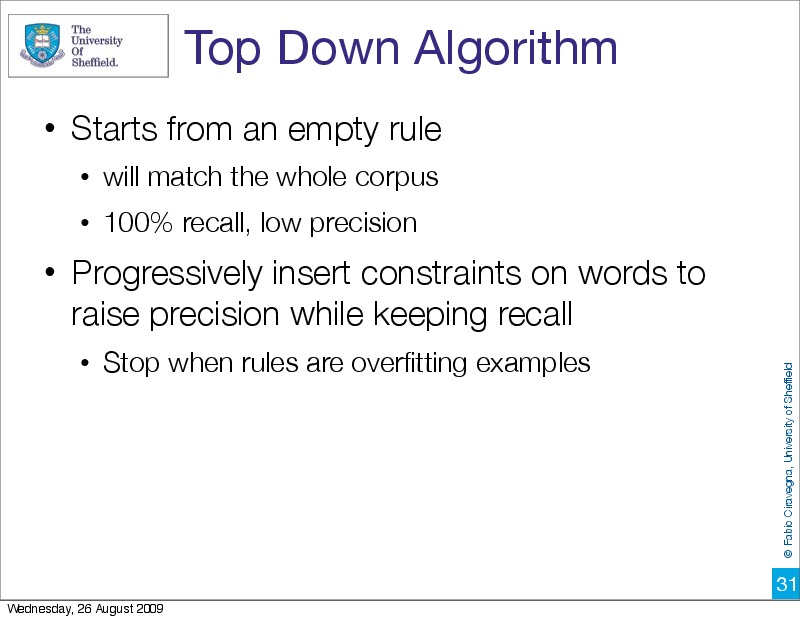 The
University
Of
Sheffield.
Top Down Algorithm
• Starts from an empty rule
• will match the whole corpus
• 100% recall, low precision
• Progressively insert constraints on words to
raise precision while keeping recall
• Stop when rules are overfitting examples
© Fabio Ciravegna, University of Sheffield
31
Wednesday, 26 August 2009